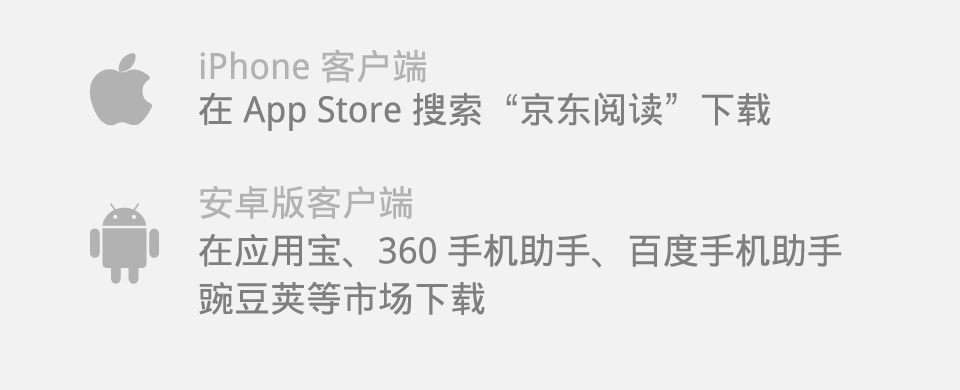 iPhone 客户端
在 App Store 搜索“京东阅读”下载
安卓版客户端
在应用宝、360 手机助手、百度手机助手
豌豆荚等市场下载